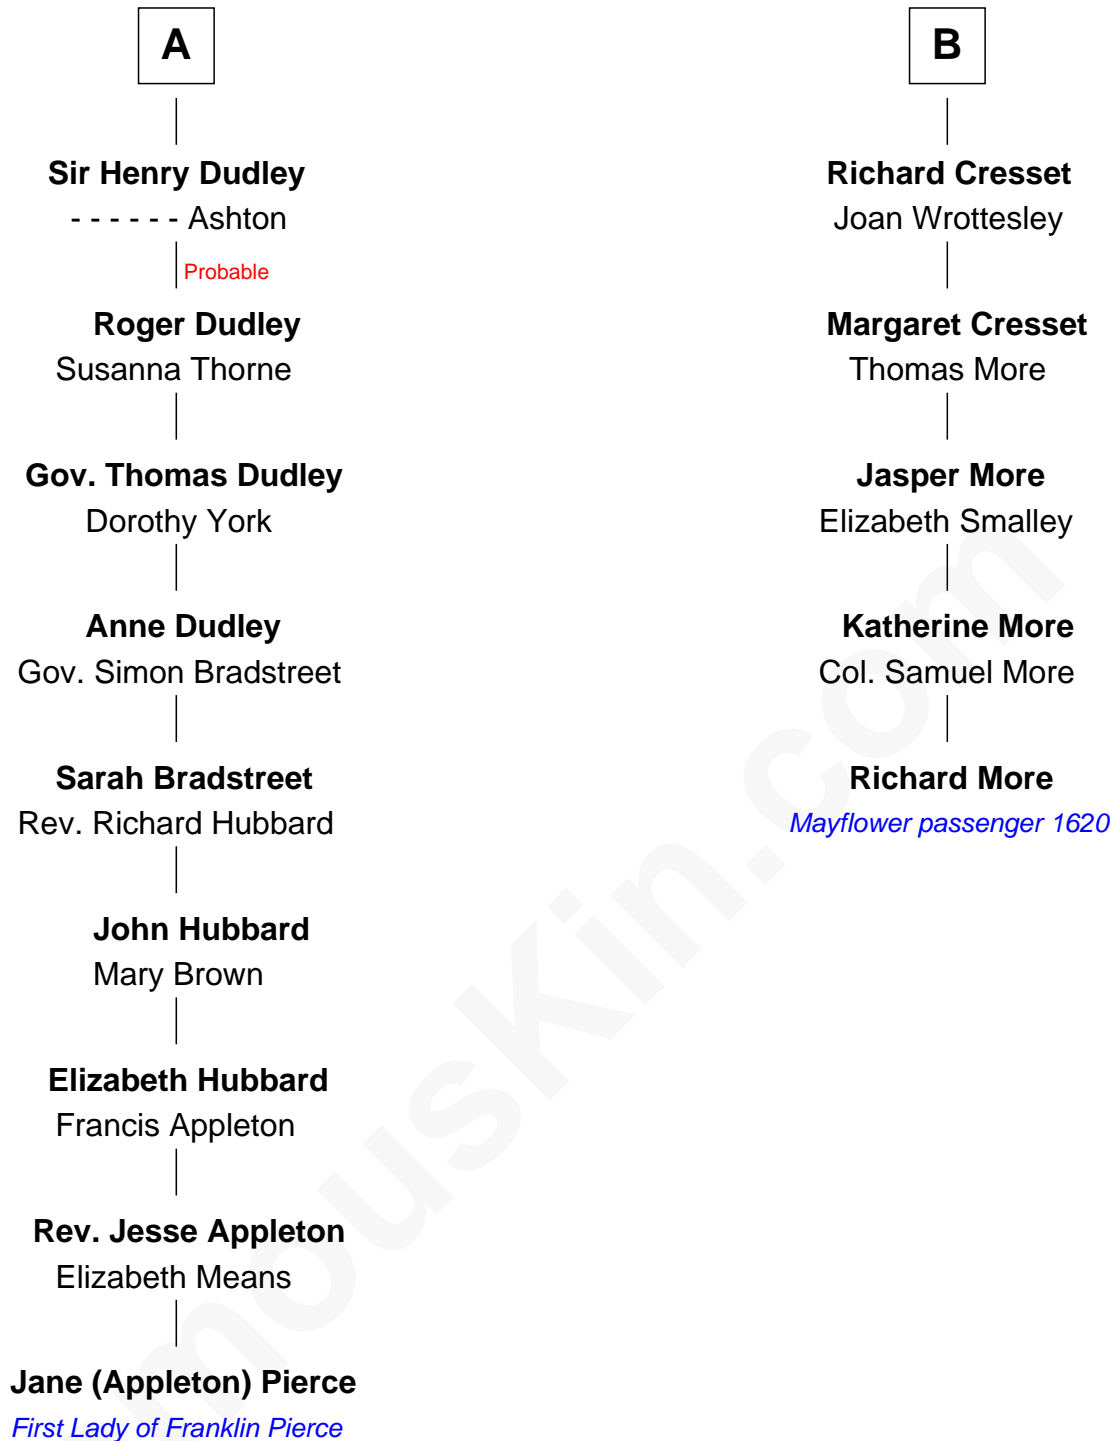 A
Sir Henry Dudley
- - - - - - Ashton
Probable
Roger Dudley
Susanna Thorne
Gov. Thomas Dudley
Dorothy York
Anne Dudley
Gov. Simon Bradstreet
Sarah Bradstreet
Rev. Richard Hubbard
John Hubbard
Mary Brown
Elizabeth Hubbard
Francis Appleton
Rev. Jesse Appleton
Elizabeth Means
Jane (Appleton) Pierce
First Lady of Franklin Pierce
B
Richard Cresset
Joan Wrottesley
Margaret Cresset
Thomas More
Jasper More
Elizabeth Smalley
Katherine More
Col. Samuel More
Richard More
Mayflower passenger 1620
mousKin.com